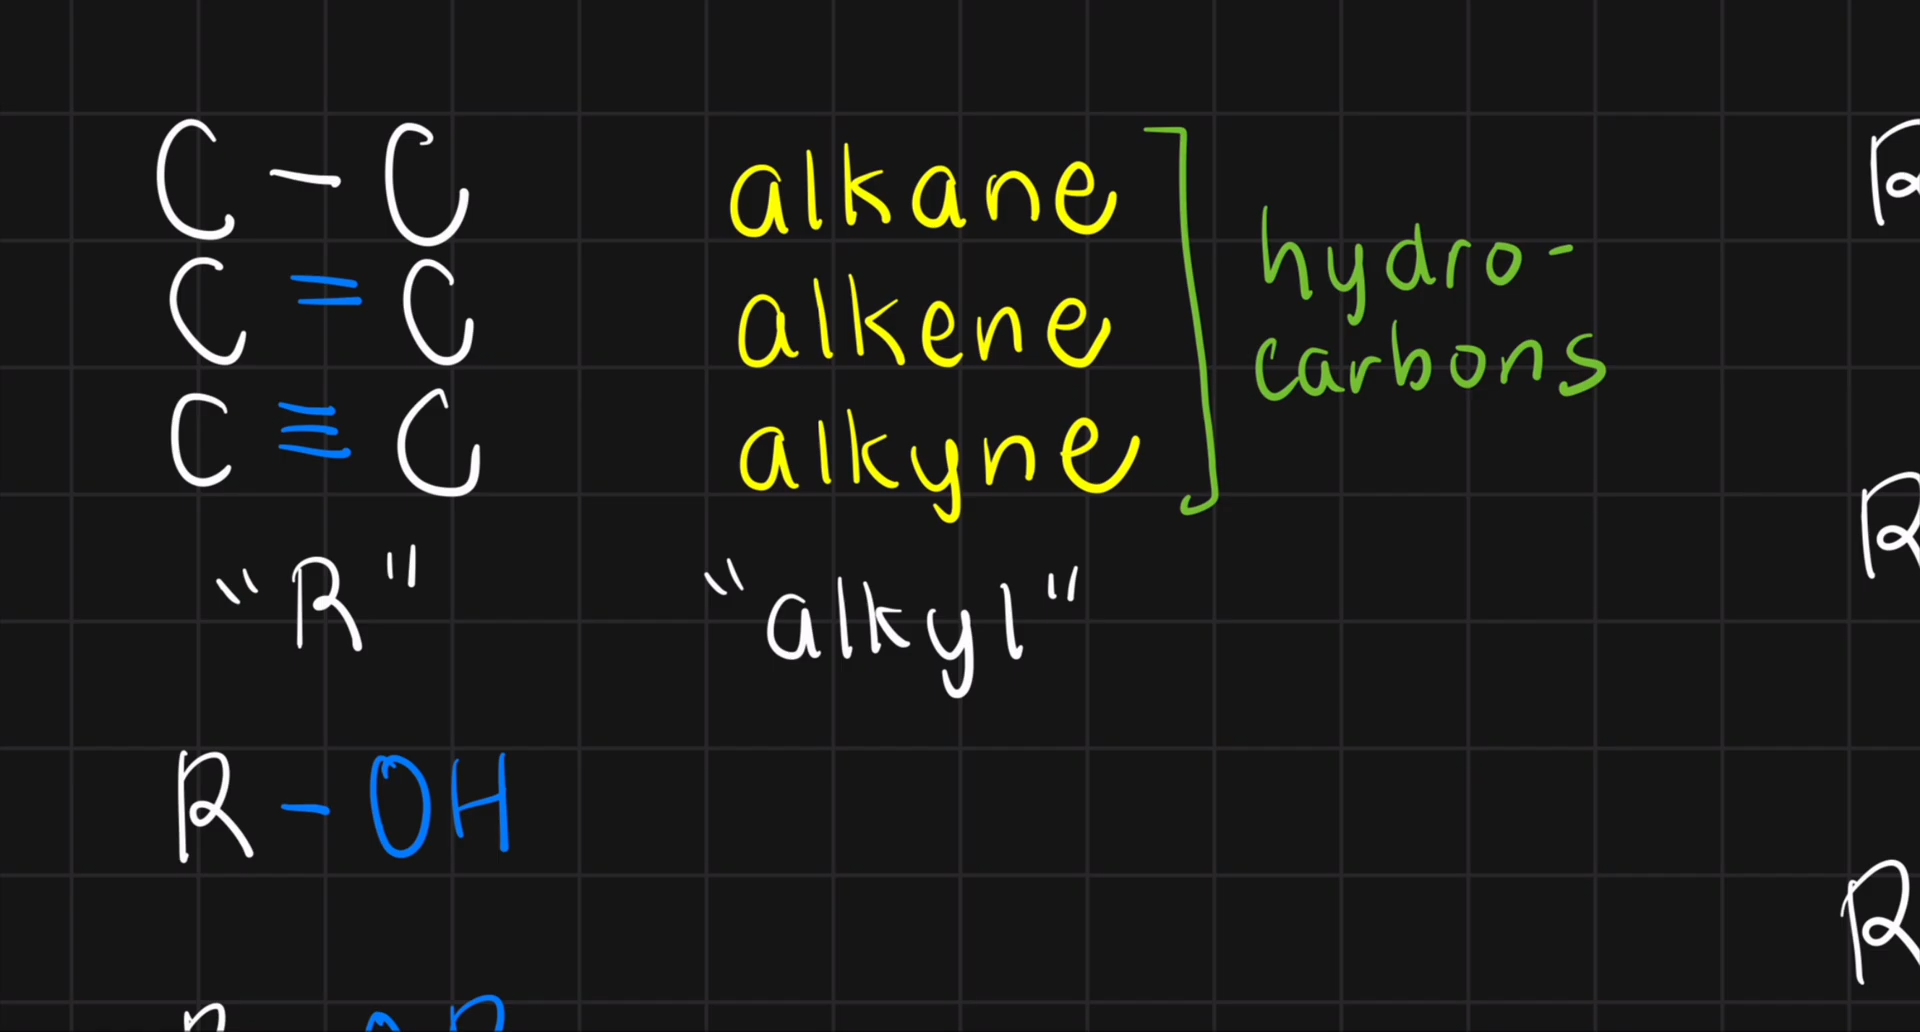 C - C alkane
C = C alkene
C ≡ C alkyne
hydro-
carbons
"R" "alkyl"
R - OH
R
R
R